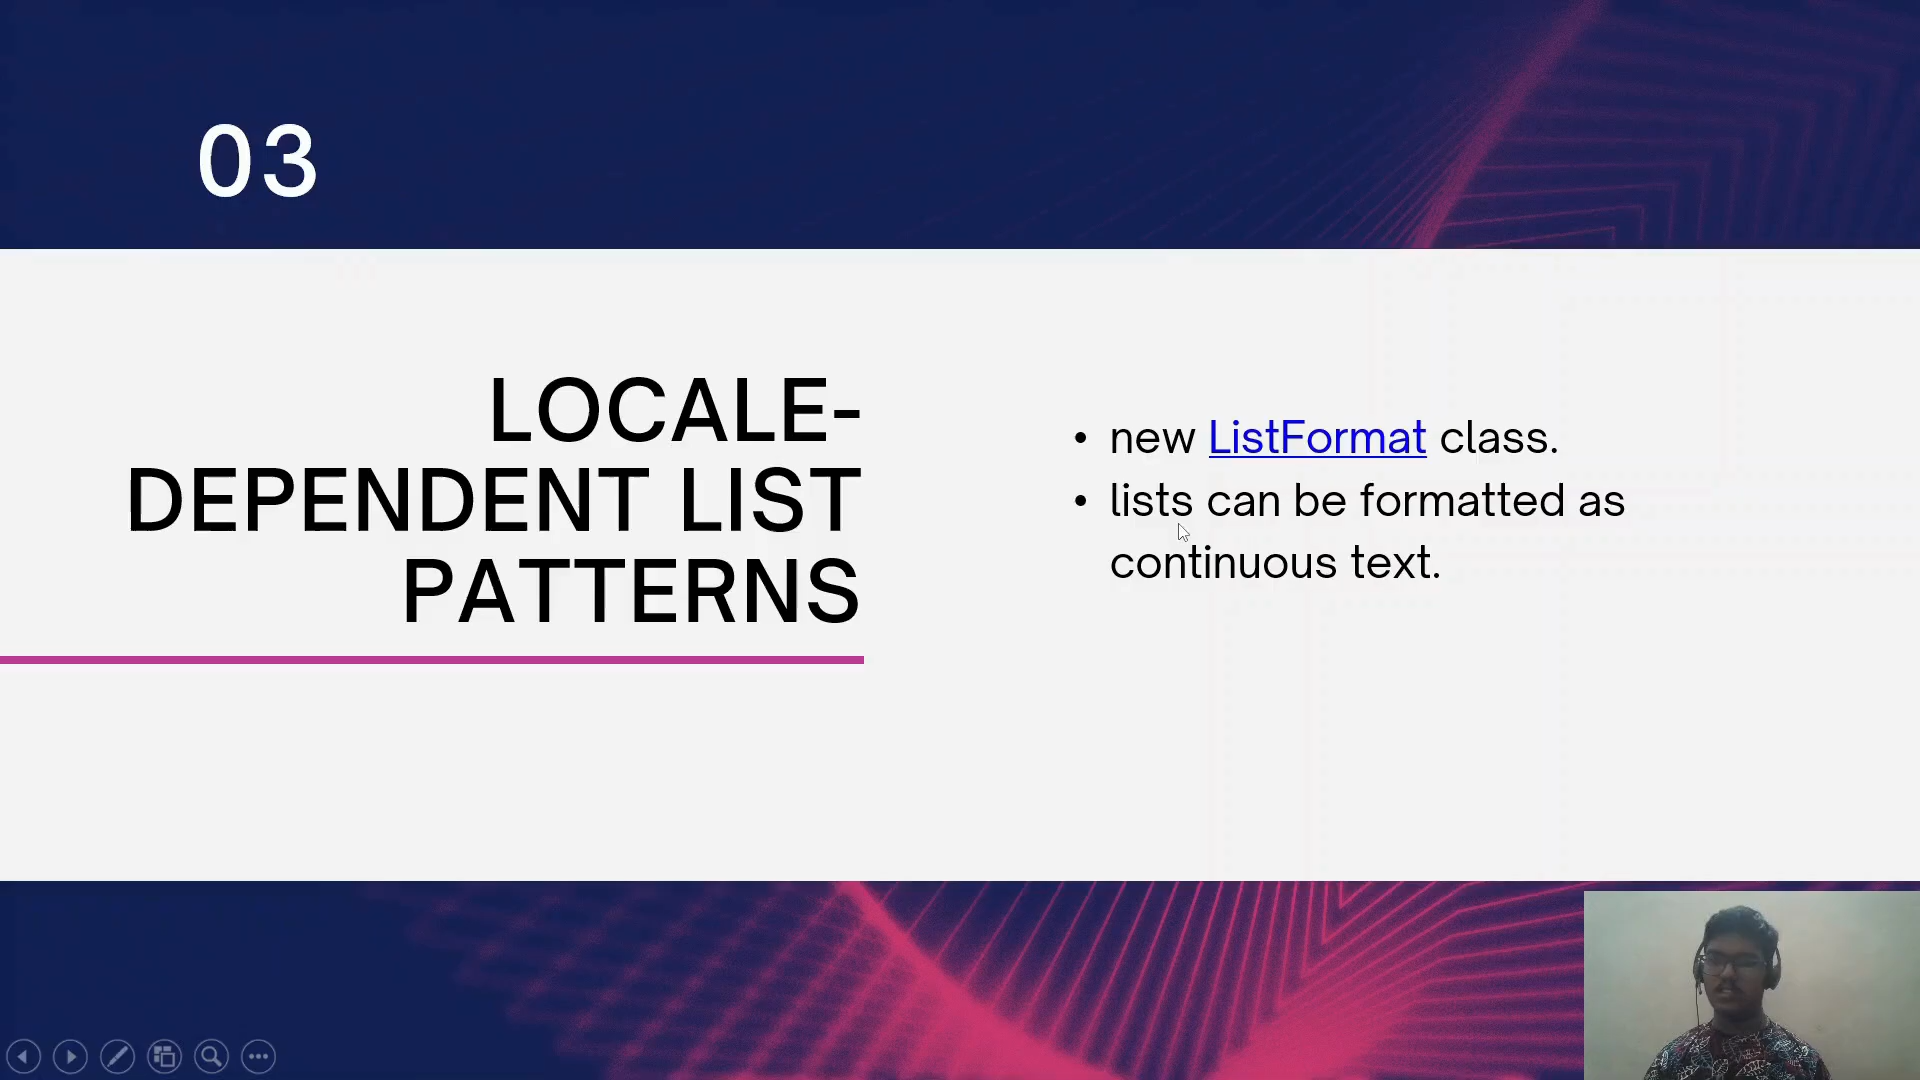 03
LOCALE-
DEPENDENT LIST
PATTERNS
• new ListFormat class.
• lists can be formatted as
continuous text.